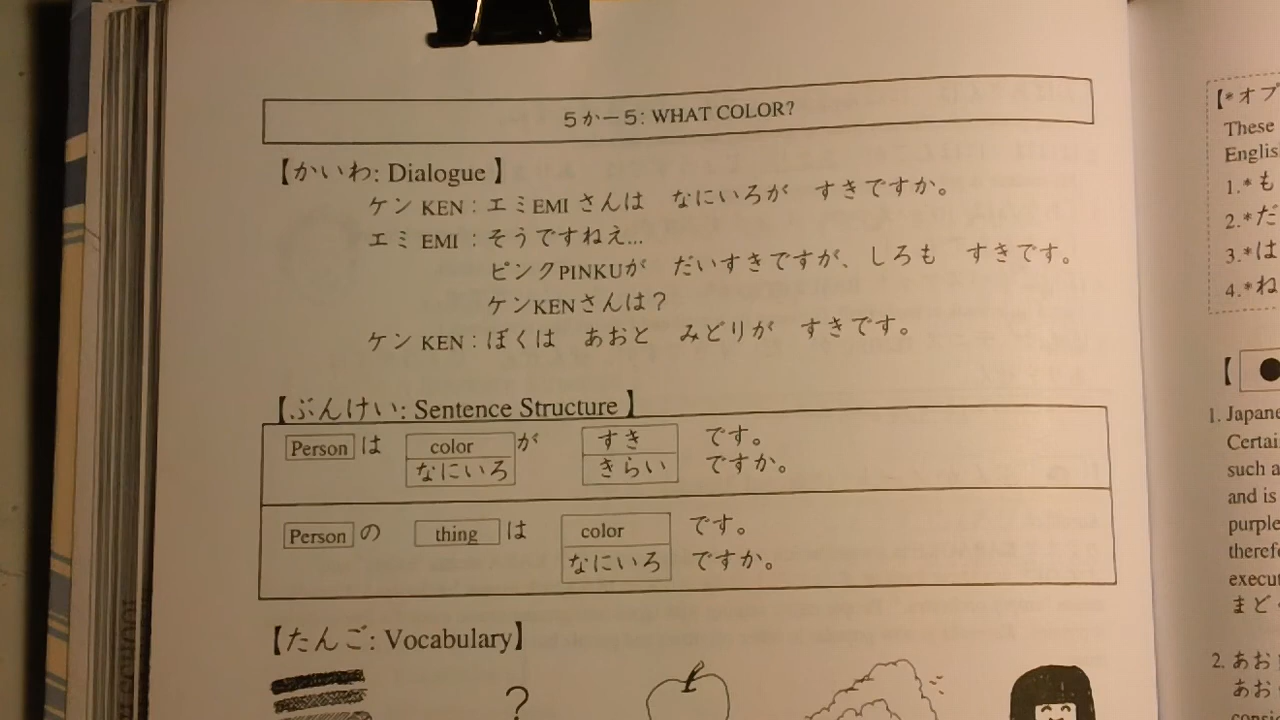 5か－5: WHAT COLOR?
【かいわ: Dialogue】
ケン KEN : エミEMI さんは なにいろが すきですか。
エミ EMI : そうですねえ...
ピンクPINKUが だいすきですが、しろも すきです。
ケンKENさんは？
ケン KEN : ぼくは あおと みどりが すきです。
【ぶんけい: Sentence Structure】
Person は color が すき です。
なにいろ きらい ですか。
Person の thing は color です。
なにいろ ですか。
【たんご: Vocabulary】
?
【*オプ
These
Englis
1.*も
2.*だ
3.*は
4.*ね
【 ●
1. Japane
Certai
such a
and is
purple
therefo
execut
まど
2. あお
あお